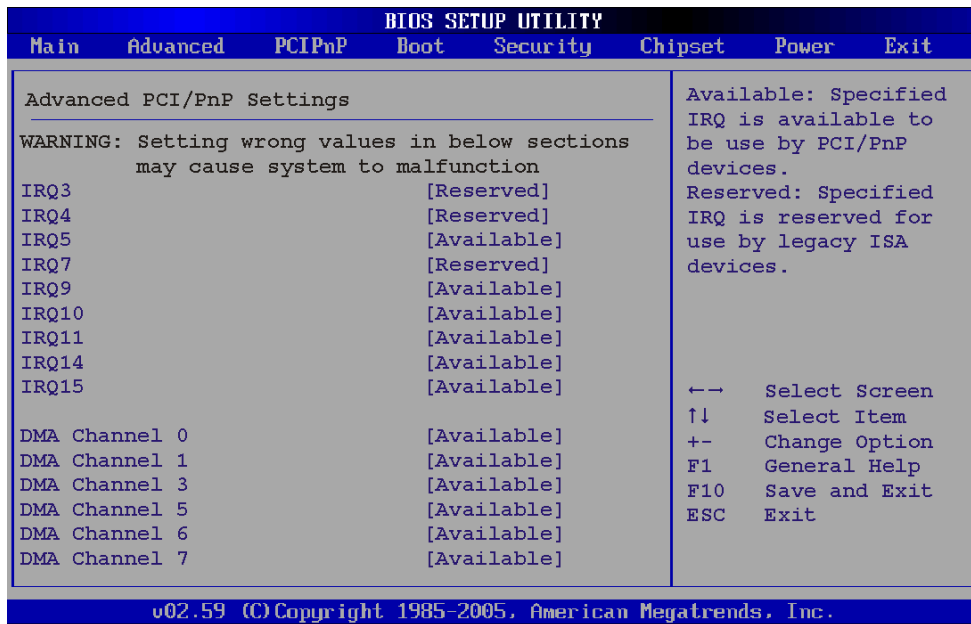 BIOS SETUP UTILITY
Main Advanced PCIPnP Boot Security Chipset Power Exit
Advanced PCI/PnP Settings
WARNING: Setting wrong values in below sections
may cause system to malfunction
IRQ3 [Reserved]
IRQ4 [Reserved]
IRQ5 [Available]
IRQ7 [Reserved]
IRQ9 [Available]
IRQ10 [Available]
IRQ11 [Available]
IRQ14 [Available]
IRQ15 [Available]
DMA Channel 0 [Available]
DMA Channel 1 [Available]
DMA Channel 3 [Available]
DMA Channel 5 [Available]
DMA Channel 6 [Available]
DMA Channel 7 [Available]
Available: Specified
IRQ is available to
be use by PCI/PnP
devices.
Reserved: Specified
IRQ is reserved for
use by legacy ISA
devices.
←→ Select Screen
↑↓ Select Item
+- Change Option
F1 General Help
F10 Save and Exit
ESC Exit
v02.59 (C)Copyright 1985-2005, American Megatrends, Inc.